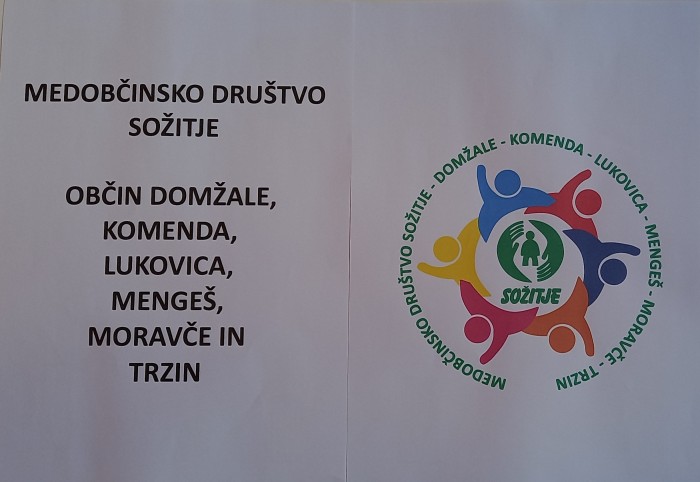 MEDOBČINSKO DRUŠTVO
SOŽITJE
OBČIN DOMŽALE,
KOMENDA,
LUKOVICA,
MENGEŠ,
MORAVČE IN
TRZIN
MEDOBČINSKO DRUŠTVO SOŽITJE - DOMŽALE - KOMENDA - LUKOVICA - MENGEŠ - MORAVČE - TRZIN
SOŽITJE